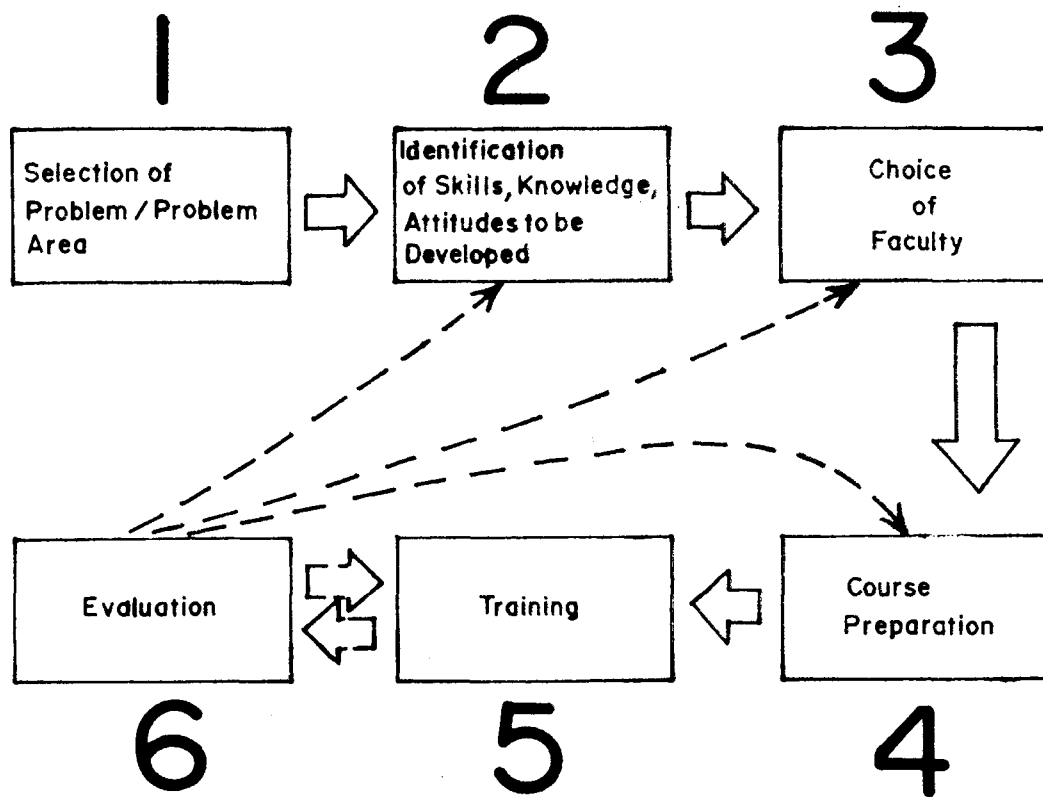 1
2
3
Selection of
Problem / Problem
Area
Identification
of Skills, Knowledge,
Attitudes to be
Developed
Choice
of
Faculty
Evaluation
Training
Course
Preparation
6
5
4